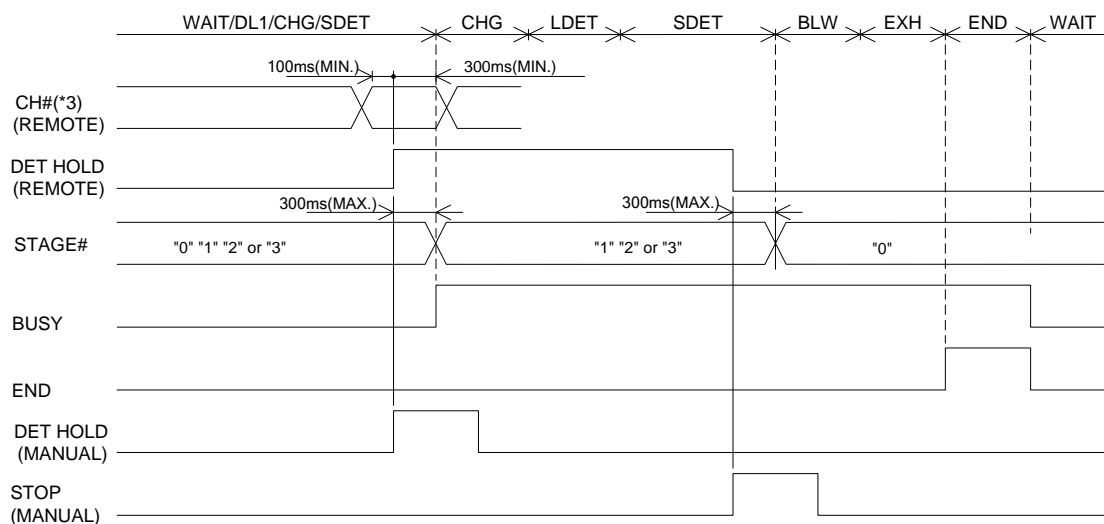 WAIT/DL1/CHG/SDET CHG LDET SDET BLW EXH END WAIT
100ms(MIN.) 300ms(MIN.)
CH#(*3)
(REMOTE)
DET HOLD
(REMOTE)
300ms(MAX.) 300ms(MAX.)
STAGE# "0" "1" "2" or "3" "1" "2" or "3" "0"
BUSY
END
DET HOLD
(MANUAL)
STOP
(MANUAL)